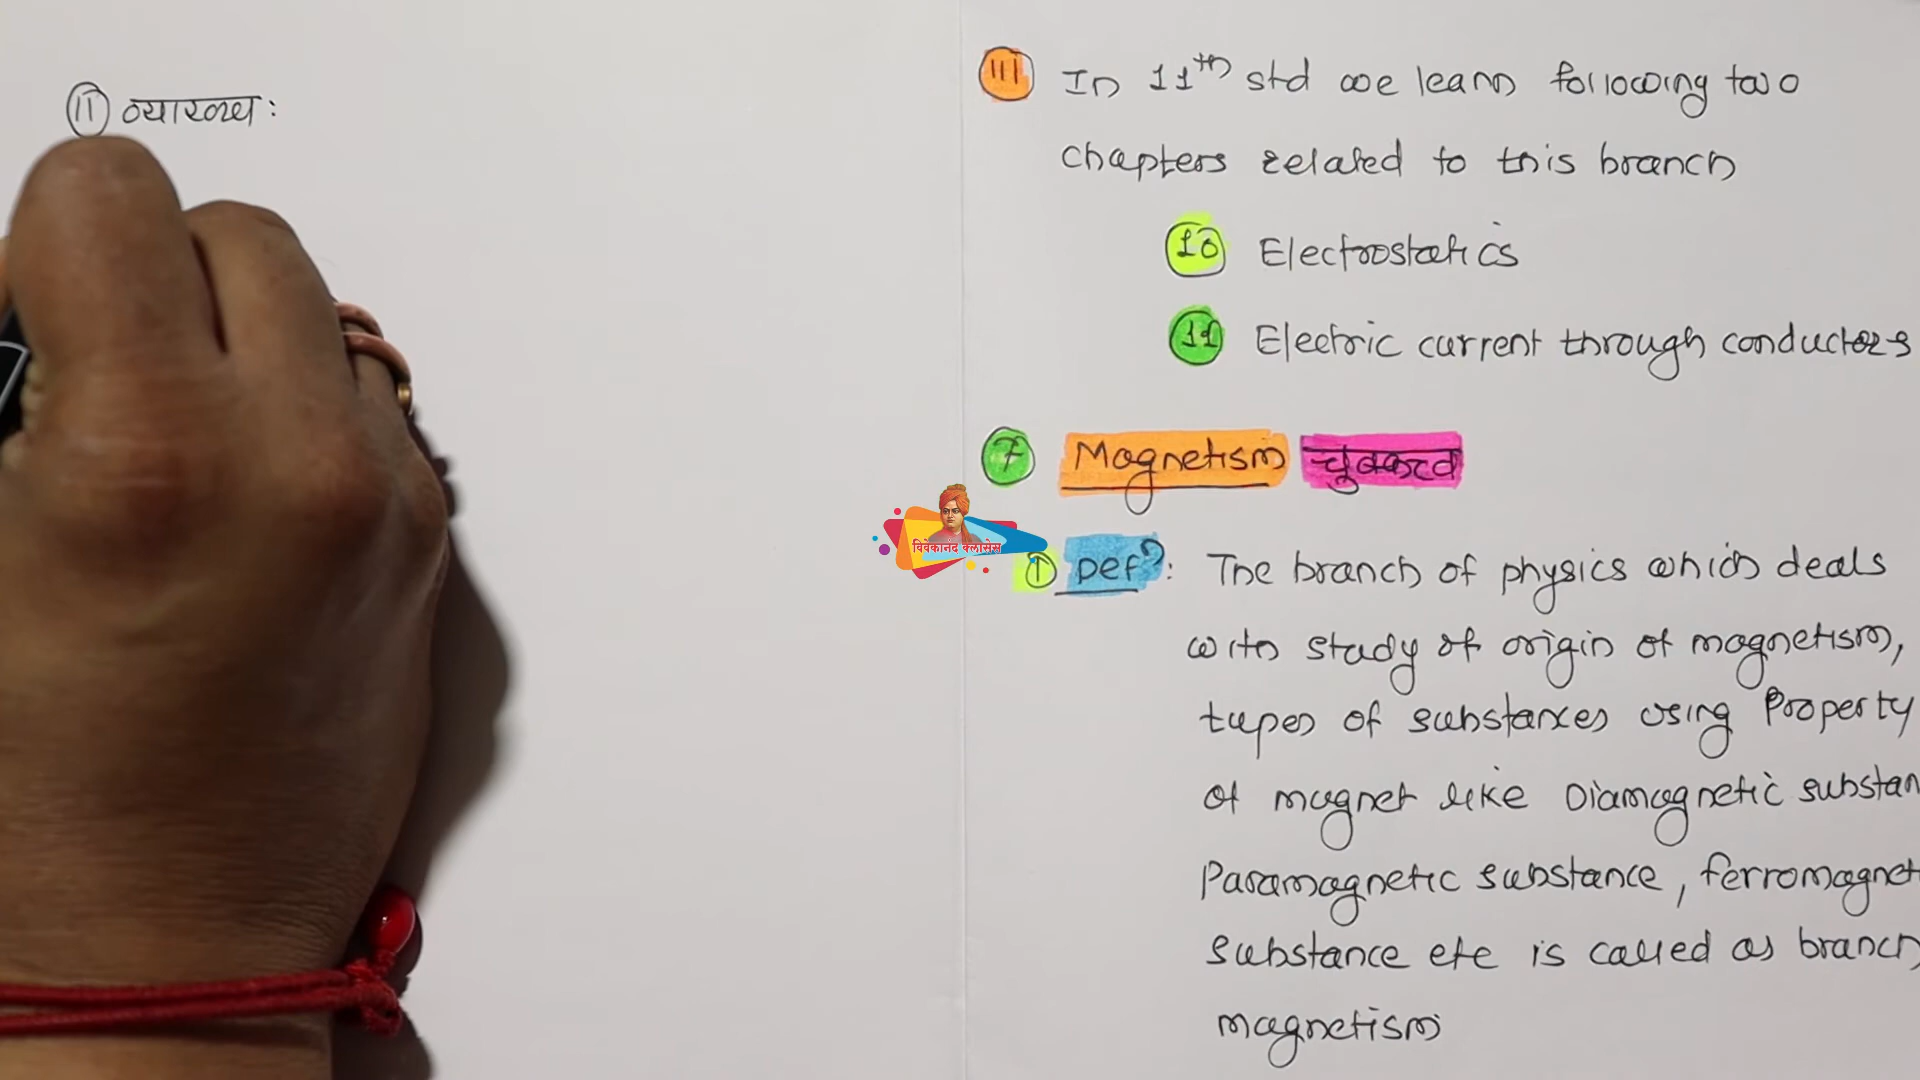 (II) व्याख्या:
(III) In 11th std we learn following two
chapters related to this branch
(10) Electrostatics
(11) Electric current through conductors
(7) Magnetism चुंबकत्व
विवेकानंद क्लासेस
(I) Defn: The branch of physics which deals
with study of origin of magnetism,
types of substances using Property
of magnet like Diamagnetic substan
Paramagnetic substance, ferromagnet
substance etc is called as branch
magnetism